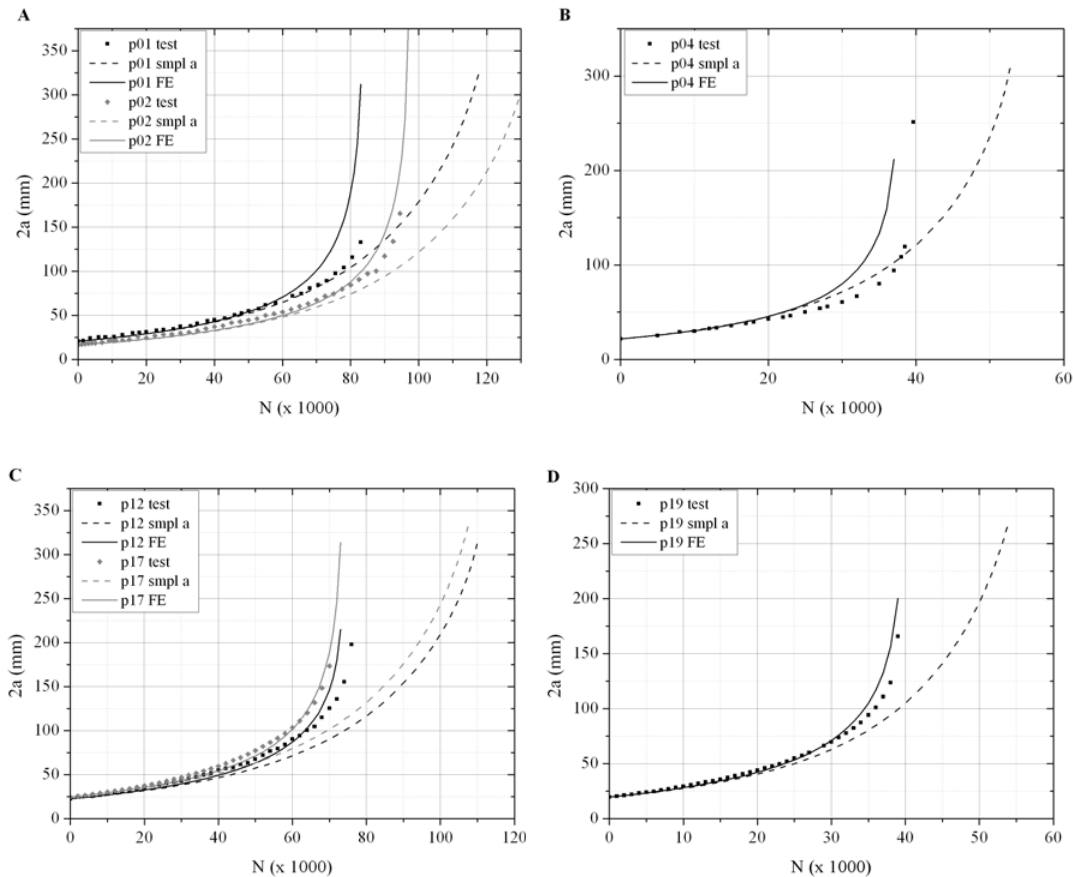 A
p01 test
p01 smpl a
p01 FE
p02 test
p02 smpl a
p02 FE
350
300
250
200
150
100
50
0
2a (mm)
0 20 40 60 80 100 120
N (x 1000)
B
p04 test
p04 smpl a
p04 FE
300
200
100
0
2a (mm)
0 20 40 60
N (x 1000)
C
p12 test
p12 smpl a
p12 FE
p17 test
p17 smpl a
p17 FE
350
300
250
200
150
100
50
0
2a (mm)
0 20 40 60 80 100 120
N (x 1000)
D
p19 test
p19 smpl a
p19 FE
300
250
200
150
100
50
0
2a (mm)
0 10 20 30 40 50 60
N (x 1000)